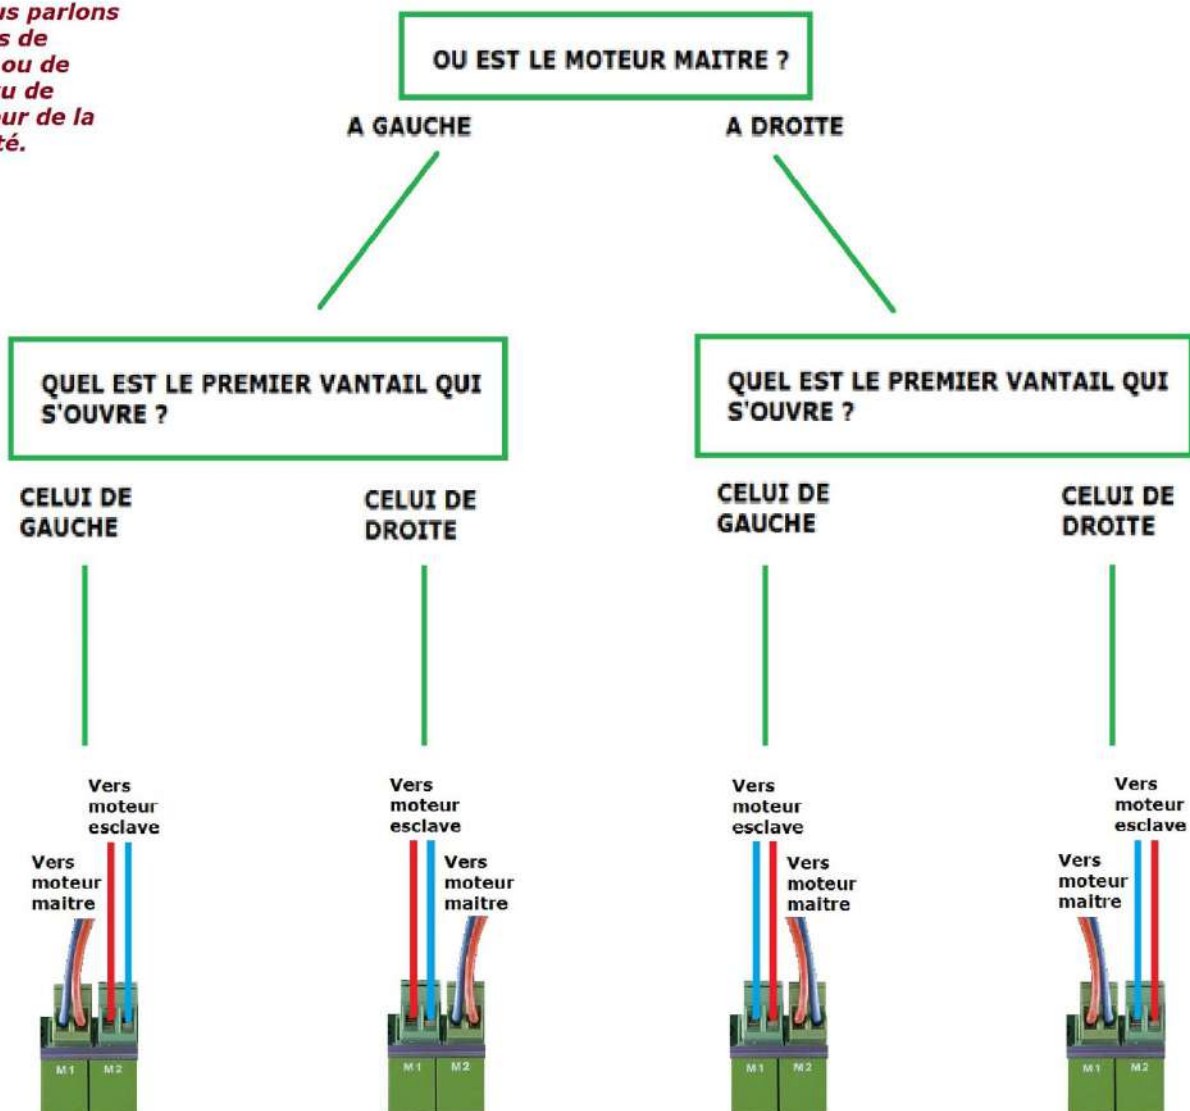 us parlons
s de
ou de
u de
ur de la
té.
OU EST LE MOTEUR MAITRE ?
A GAUCHE
A DROITE
QUEL EST LE PREMIER VANTAIL QUI
S'OUVRE ?
QUEL EST LE PREMIER VANTAIL QUI
S'OUVRE ?
CELUI DE
GAUCHE
CELUI DE
DROITE
CELUI DE
GAUCHE
CELUI DE
DROITE
Vers
moteur
esclave
Vers
moteur
maitre
Vers
moteur
esclave
Vers
moteur
maitre
Vers
moteur
esclave
Vers
moteur
maitre
Vers
moteur
esclave
Vers
moteur
maitre
M1 M2
M1 M2
M1 M2
M1 M2